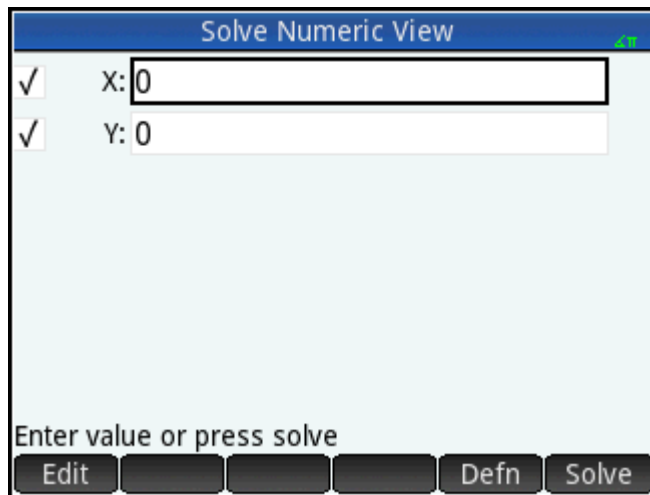 Solve Numeric View
∡π
√ X: 0
√ Y: 0
Enter value or press solve
Edit Defn Solve